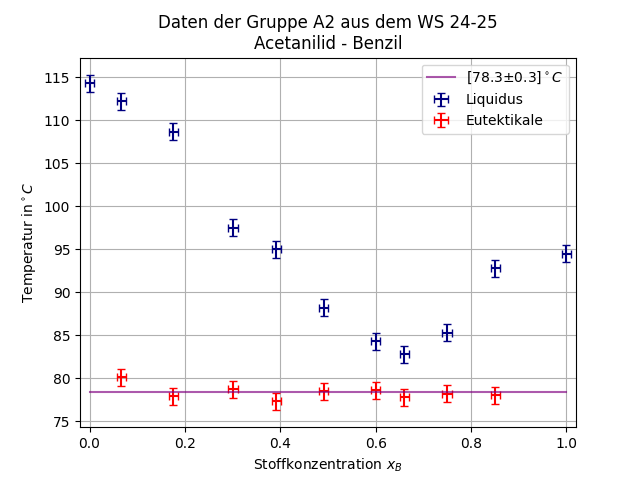 Daten der Gruppe A2 aus dem WS 24-25
Acetanilid - Benzil
[78.3±0.3]°C
Liquidus
Eutektikale
115
110
105
100
95
90
85
80
75
Temperatur in °C
0.0 0.2 0.4 0.6 0.8 1.0
Stoffkonzentration x_B